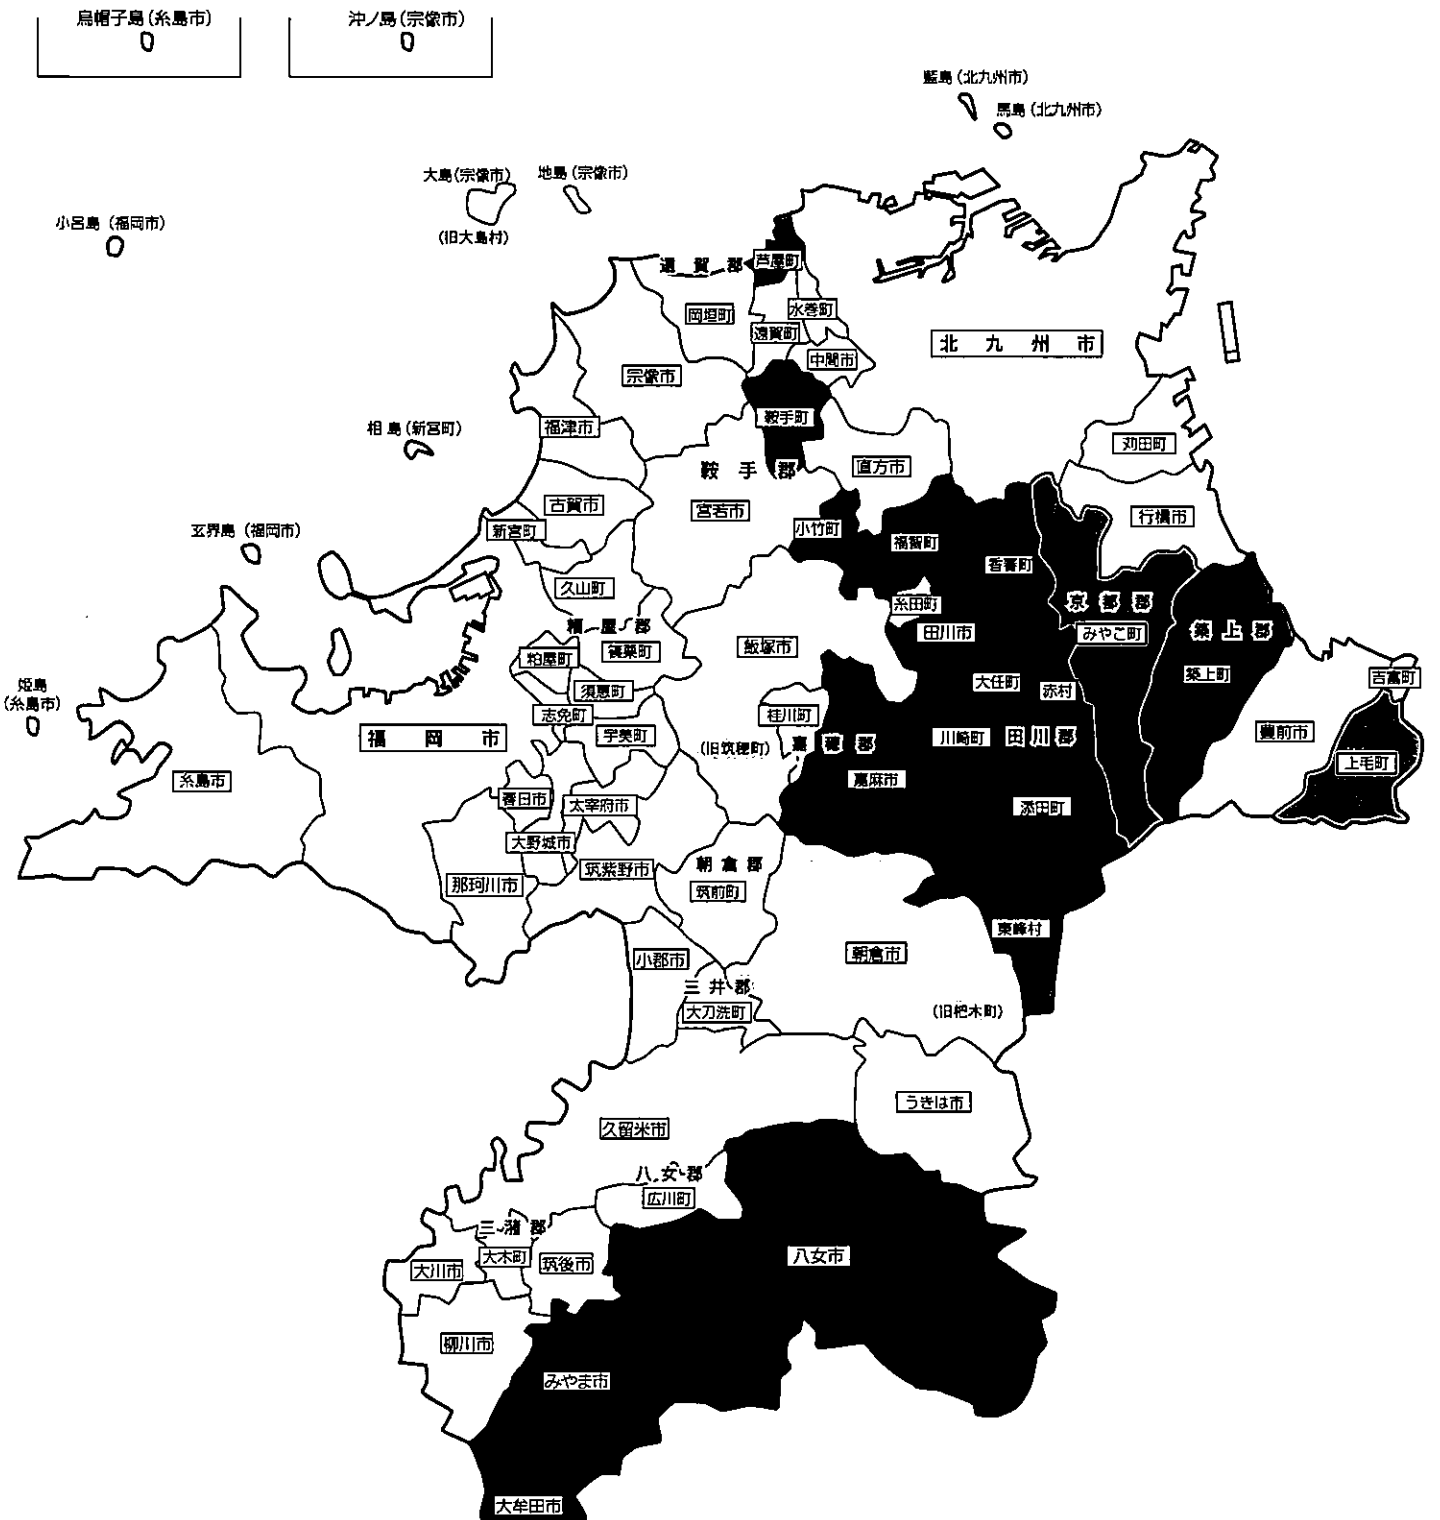 烏帽子島(糸島市)
沖ノ島(宗像市)
藍島(北九州市)
馬島(北九州市)
大島(宗像市)
地島(宗像市)
(旧大島村)
小呂島(福岡市)
遠賀郡
芦屋町
岡垣町
水巻町
遠賀町
中間市
北九州市
宗像市
鞍手町
福津市
相島(新宮町)
苅田町
鞍手郡
直方市
古賀市
宮若市
行橋市
新宮町
小竹町
玄界島(福岡市)
福智町
香春町
久山町
糸田町
京都郡
みやこ町
築上郡
糟屋郡
篠栗町
田川市
飯塚市
粕屋町
築上町
吉富町
須恵町
大任町
赤村
姫島
(糸島市)
志免町
桂川町
福岡市
宇美町
(旧筑穂町)
嘉穂郡
川崎町
田川郡
豊前市
上毛町
糸島市
嘉麻市
春日市
太宰府市
添田町
大野城市
筑紫野市
朝倉郡
那珂川市
筑前町
東峰村
小郡市
朝倉市
三井郡
大刀洗町
(旧杷木町)
うきは市
久留米市
八女郡
広川町
三潴郡
大木町
筑後市
八女市
大川市
柳川市
みやま市
大牟田市